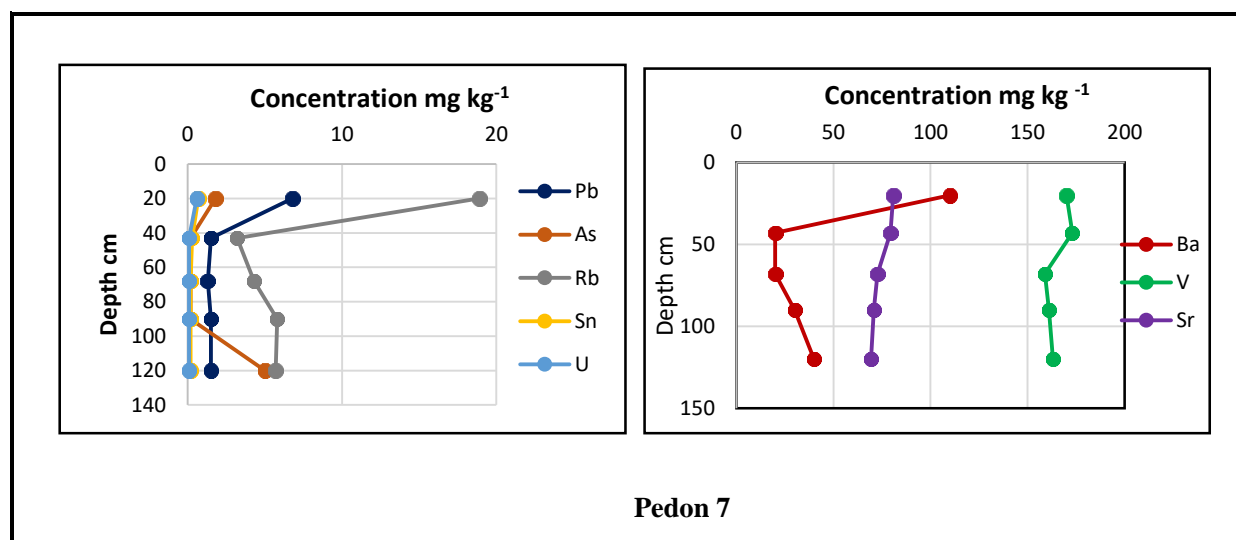 Concentration mg kg-1
0 10 20
0
20
40
60
80
100
120
140
Depth cm
Pb
As
Rb
Sn
U
Concentration mg kg -1
0 50 100 150 200
0
50
100
150
Depth cm
Ba
V
Sr
Pedon 7